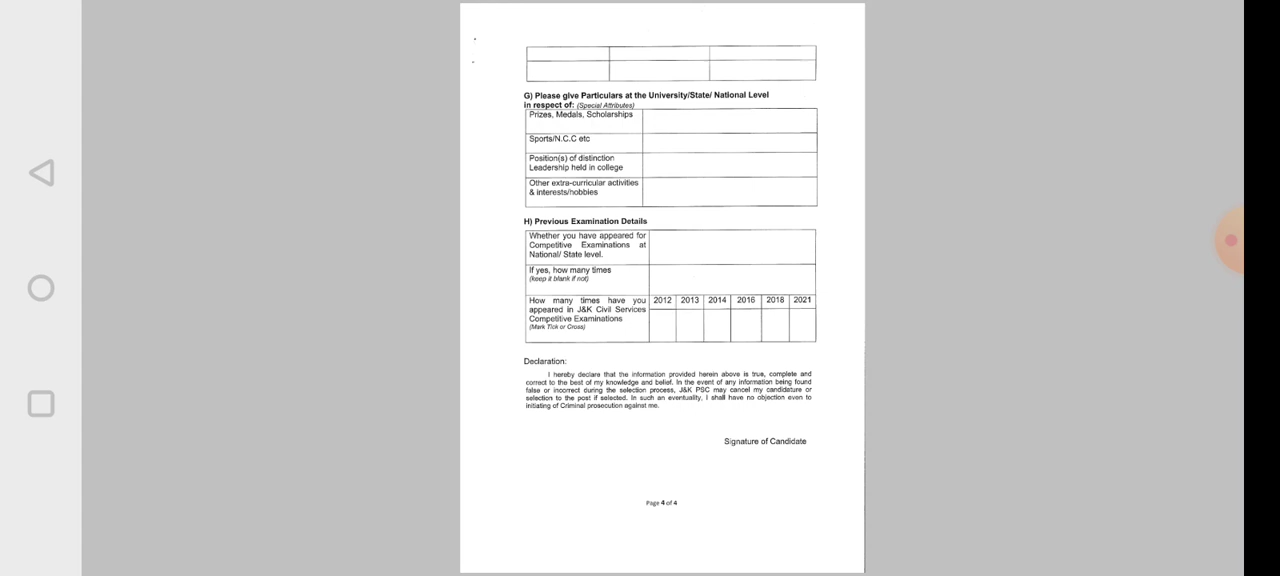 G) Please give Particulars at the University/State/ National Level
in respect of: (Special Attributes)
Prizes, Medals, Scholarships
Sports/N.C.C etc
Position(s) of distinction
Leadership held in college
Other extra-curricular activities
& interests/hobbies
H) Previous Examination Details
Whether you have appeared for
Competitive Examinations at
National/ State level.
If yes, how many times
(keep it blank if not)
How many times have you
appeared in J&K Civil Services
Competitive Examinations
(Mark Tick or Cross)
2012 2013 2014 2016 2018 2021
Declaration:
I hereby declare that the information provided herein above is true, complete and
correct to the best of my knowledge and belief. In the event of any information being found
false or incorrect during the selection process, J&K PSC may cancel my candidature or
selection to the post if selected. In such an eventuality, I shall have no objection even to
initiating of Criminal prosecution against me.
Signature of Candidate
Page 4 of 4